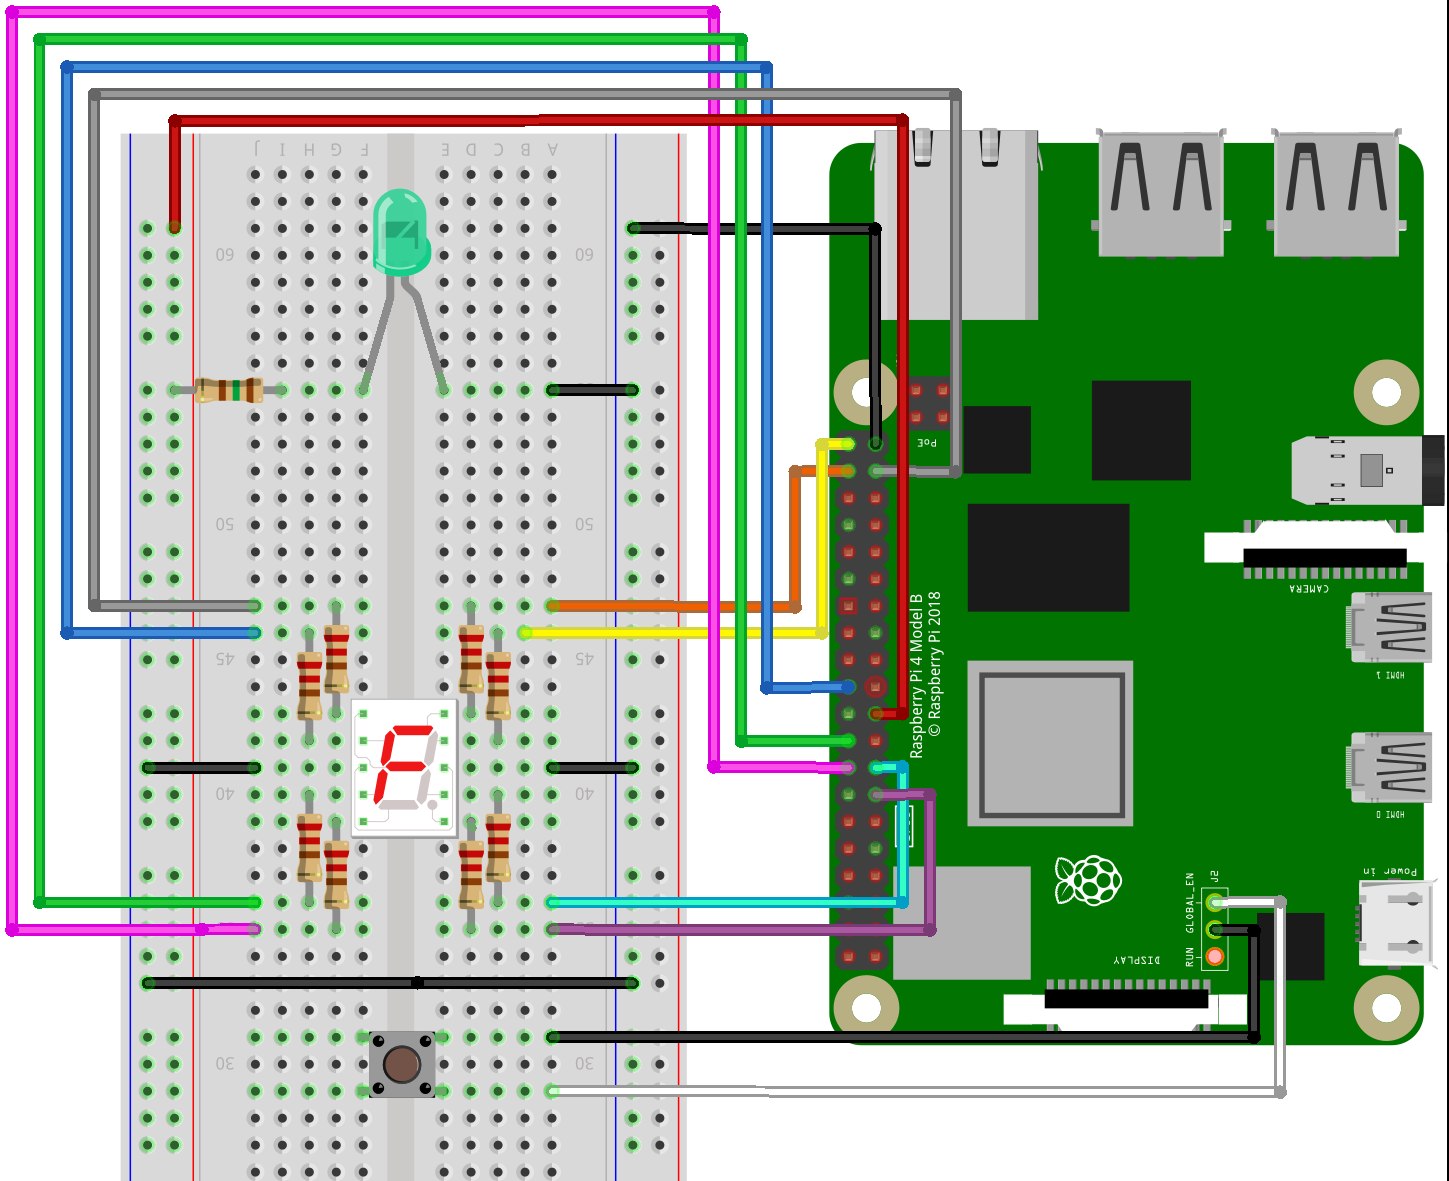 J I H G F E D C B A
60 60
PoE
50 50
CAMERA
Raspberry Pi 4 Model B
© Raspberry Pi 2018
HDMI 1
45 45
HDMI 0
40 40
Power in
J2
GLOBAL_EN
RUN
DISPLAY
30 30